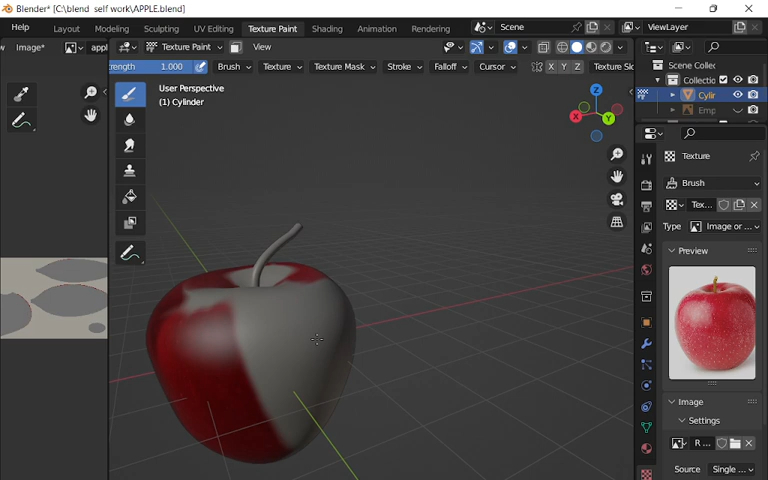 Blender* [C:\blend self work\APPLE.blend]
Help Layout Modeling Sculpting UV Editing Texture Paint Shading Animation Rendering Scene ViewLayer
w Image* appl Texture Paint View
rength 1.000 Brush Texture Texture Mask Stroke Falloff Cursor X Y Z Texture Slo
User Perspective
(1) Cylinder
Z
X
Y
Scene Collec
Collectio
Cylir
Emp
Texture
Brush
Tex...
Type Image or ...
Preview
Image
Settings
R ...
Source Single ...